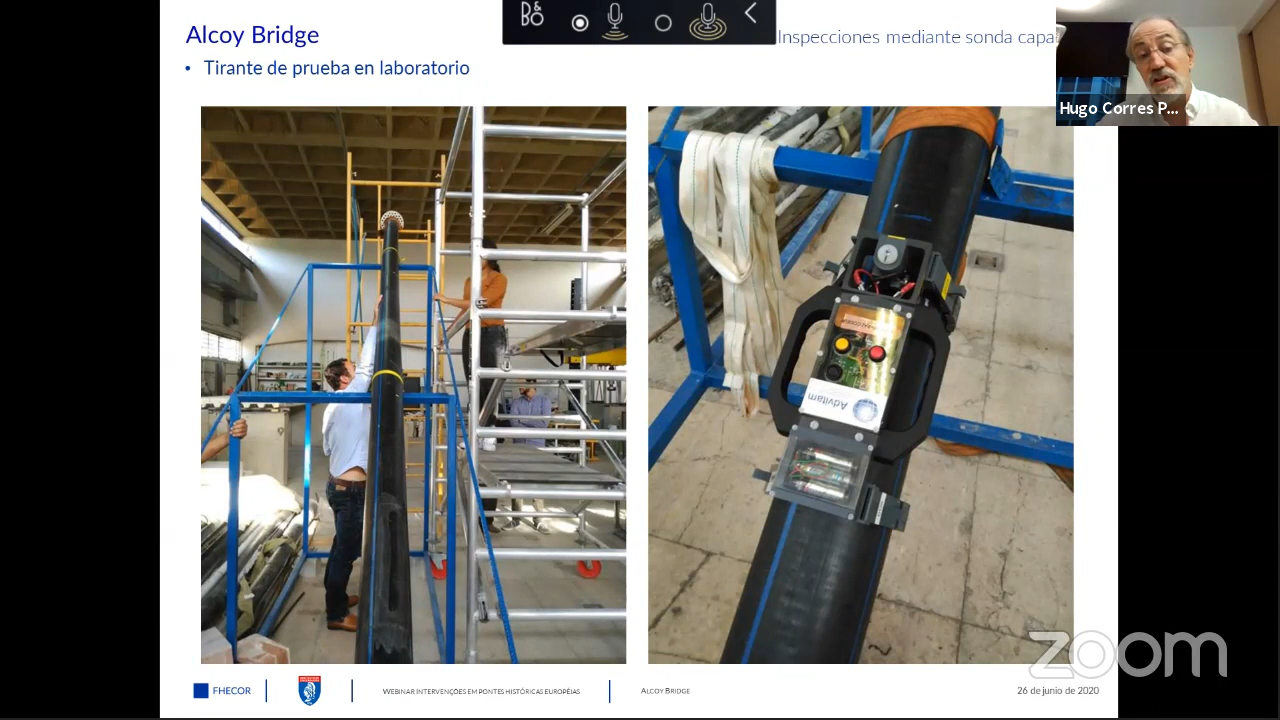 Alcoy Bridge
B&O
Inspecciones mediante sonda capa
• Tirante de prueba en laboratorio
Hugo Corres P...
Advitam
zoom
FHECOR
WEBINAR INTERVENÇÕES EM PONTES HISTÓRICAS EUROPÉIAS
ALCOY BRIDGE
26 de junio de 2020